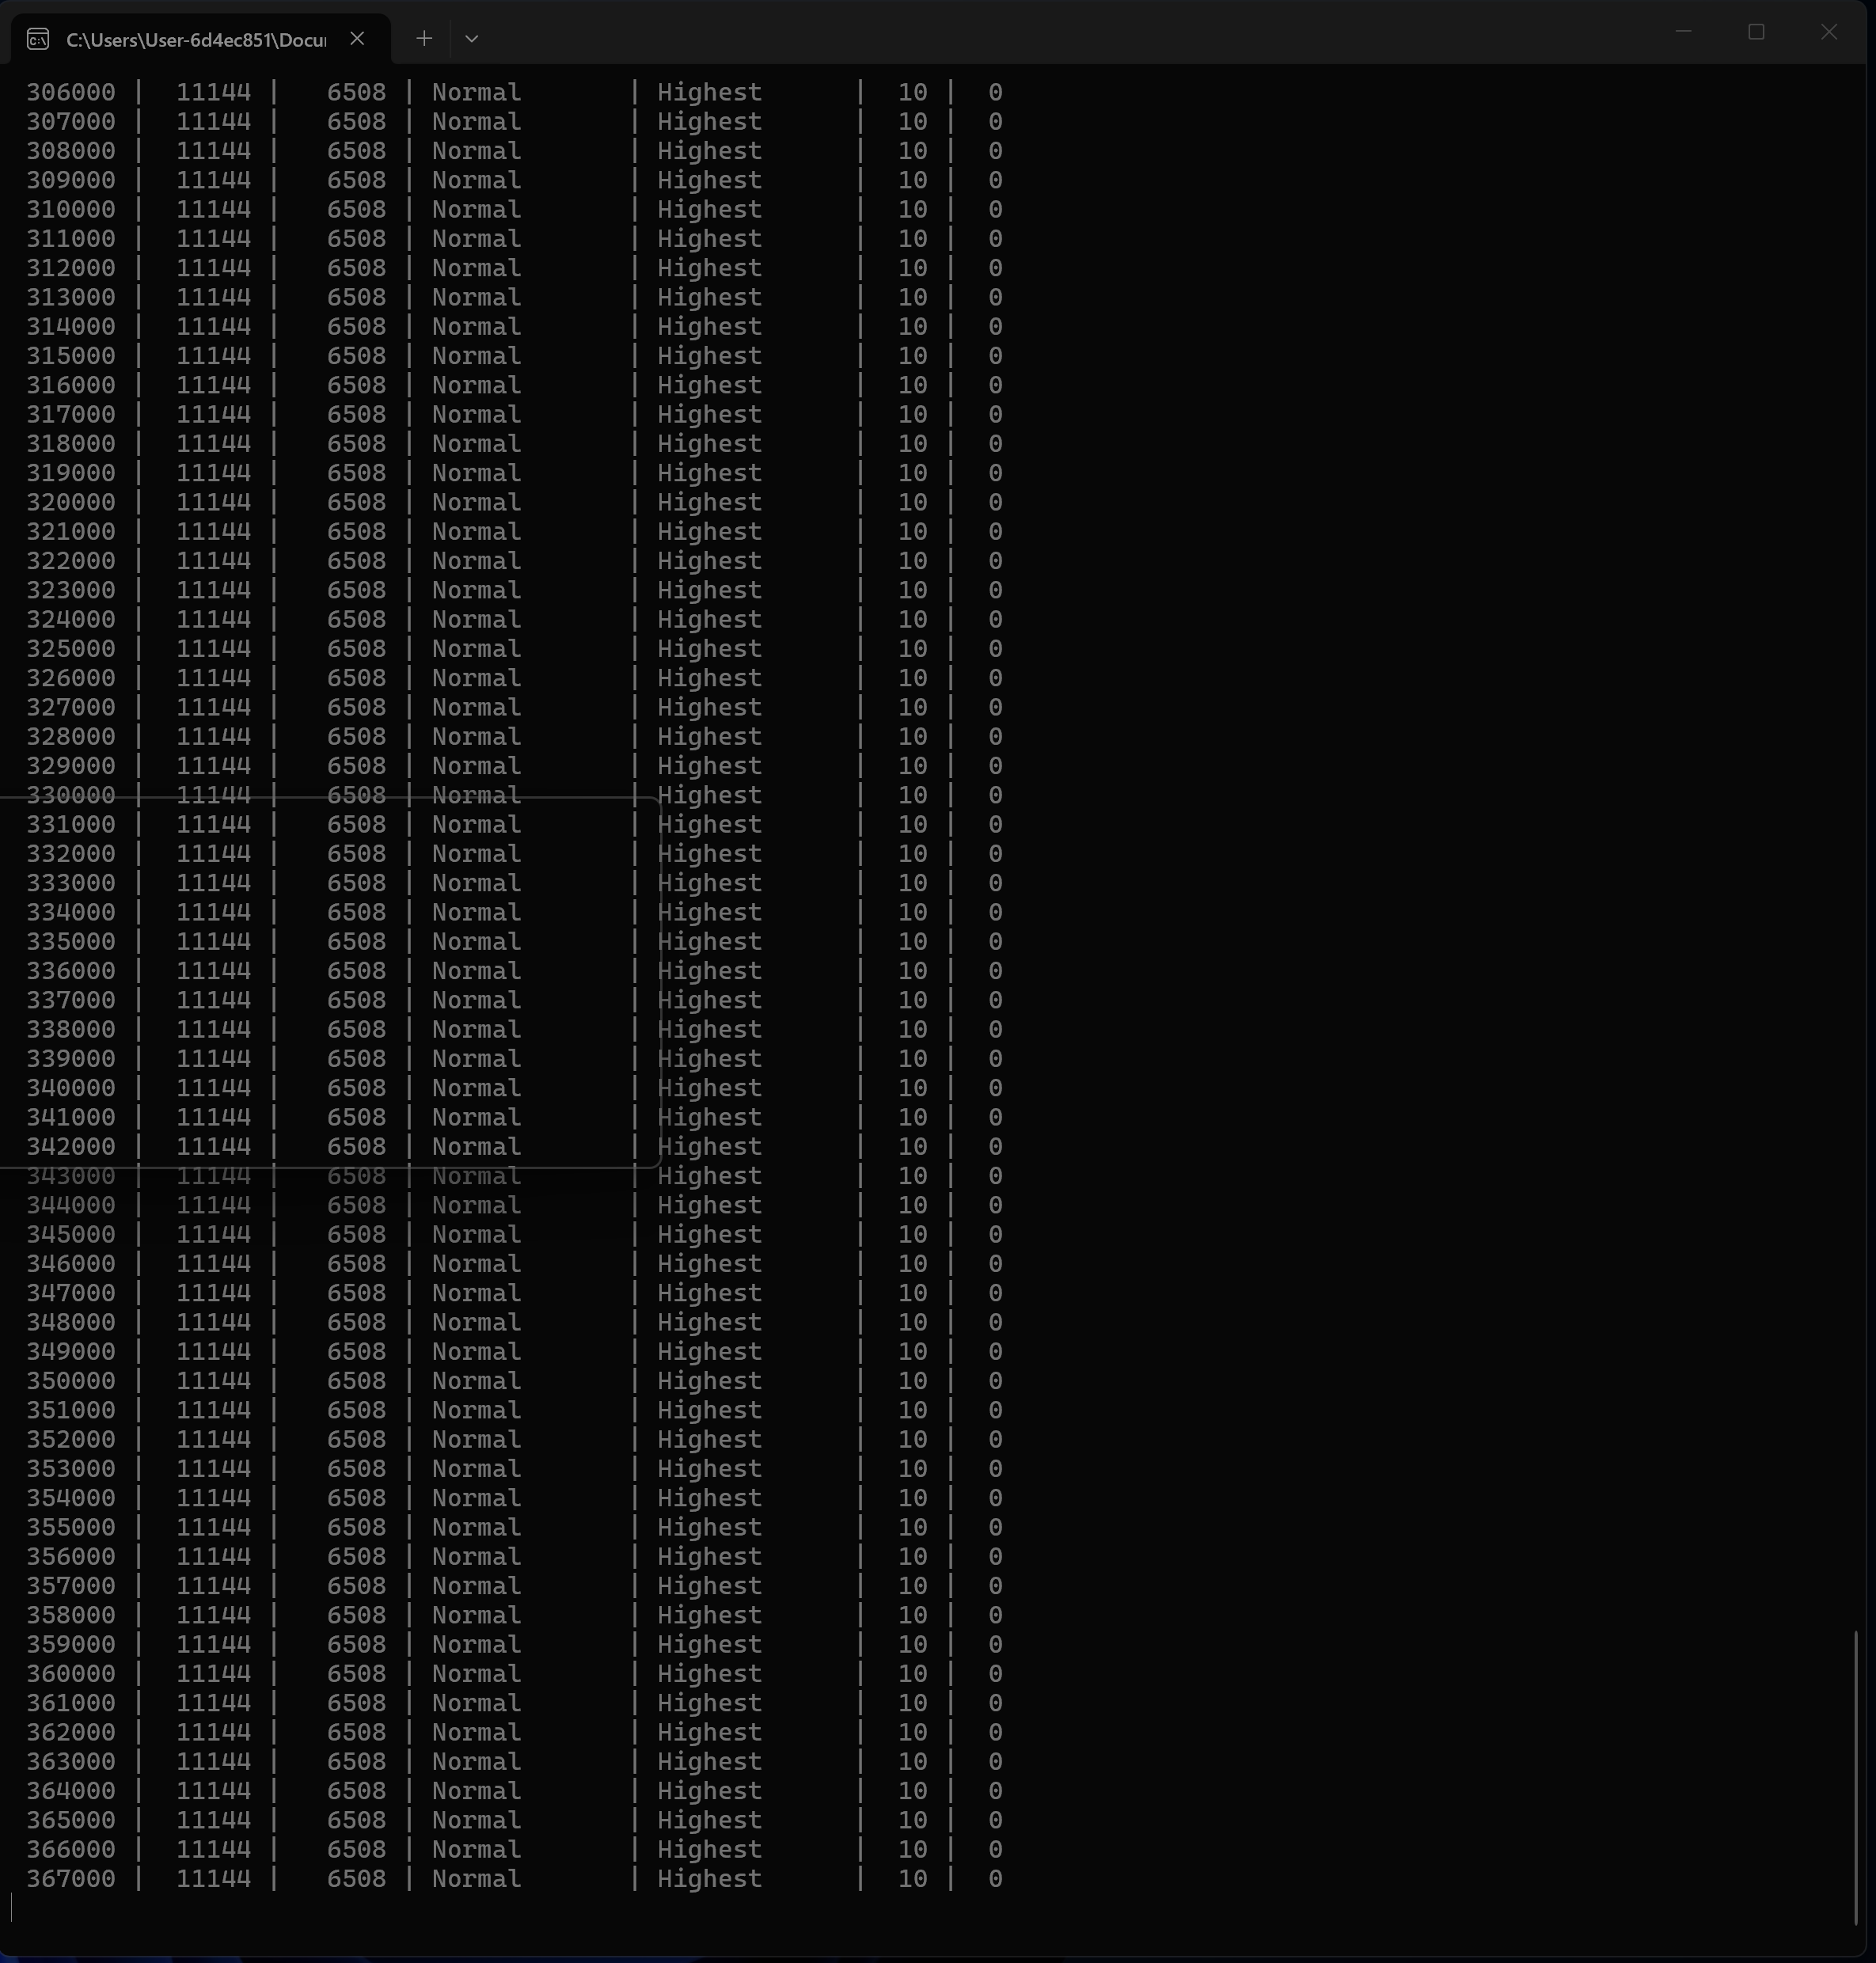 C:\Users\User-6d4ec851\Docu
306000 | 11144 | 6508 | Normal | Highest | 10 | 0
307000 | 11144 | 6508 | Normal | Highest | 10 | 0
308000 | 11144 | 6508 | Normal | Highest | 10 | 0
309000 | 11144 | 6508 | Normal | Highest | 10 | 0
310000 | 11144 | 6508 | Normal | Highest | 10 | 0
311000 | 11144 | 6508 | Normal | Highest | 10 | 0
312000 | 11144 | 6508 | Normal | Highest | 10 | 0
313000 | 11144 | 6508 | Normal | Highest | 10 | 0
314000 | 11144 | 6508 | Normal | Highest | 10 | 0
315000 | 11144 | 6508 | Normal | Highest | 10 | 0
316000 | 11144 | 6508 | Normal | Highest | 10 | 0
317000 | 11144 | 6508 | Normal | Highest | 10 | 0
318000 | 11144 | 6508 | Normal | Highest | 10 | 0
319000 | 11144 | 6508 | Normal | Highest | 10 | 0
320000 | 11144 | 6508 | Normal | Highest | 10 | 0
321000 | 11144 | 6508 | Normal | Highest | 10 | 0
322000 | 11144 | 6508 | Normal | Highest | 10 | 0
323000 | 11144 | 6508 | Normal | Highest | 10 | 0
324000 | 11144 | 6508 | Normal | Highest | 10 | 0
325000 | 11144 | 6508 | Normal | Highest | 10 | 0
326000 | 11144 | 6508 | Normal | Highest | 10 | 0
327000 | 11144 | 6508 | Normal | Highest | 10 | 0
328000 | 11144 | 6508 | Normal | Highest | 10 | 0
329000 | 11144 | 6508 | Normal | Highest | 10 | 0
330000 | 11144 | 6508 | Normal | Highest | 10 | 0
331000 | 11144 | 6508 | Normal | Highest | 10 | 0
332000 | 11144 | 6508 | Normal | Highest | 10 | 0
333000 | 11144 | 6508 | Normal | Highest | 10 | 0
334000 | 11144 | 6508 | Normal | Highest | 10 | 0
335000 | 11144 | 6508 | Normal | Highest | 10 | 0
336000 | 11144 | 6508 | Normal | Highest | 10 | 0
337000 | 11144 | 6508 | Normal | Highest | 10 | 0
338000 | 11144 | 6508 | Normal | Highest | 10 | 0
339000 | 11144 | 6508 | Normal | Highest | 10 | 0
340000 | 11144 | 6508 | Normal | Highest | 10 | 0
341000 | 11144 | 6508 | Normal | Highest | 10 | 0
342000 | 11144 | 6508 | Normal | Highest | 10 | 0
343000 | 11144 | 6508 | Normal | Highest | 10 | 0
344000 | 11144 | 6508 | Normal | Highest | 10 | 0
345000 | 11144 | 6508 | Normal | Highest | 10 | 0
346000 | 11144 | 6508 | Normal | Highest | 10 | 0
347000 | 11144 | 6508 | Normal | Highest | 10 | 0
348000 | 11144 | 6508 | Normal | Highest | 10 | 0
349000 | 11144 | 6508 | Normal | Highest | 10 | 0
350000 | 11144 | 6508 | Normal | Highest | 10 | 0
351000 | 11144 | 6508 | Normal | Highest | 10 | 0
352000 | 11144 | 6508 | Normal | Highest | 10 | 0
353000 | 11144 | 6508 | Normal | Highest | 10 | 0
354000 | 11144 | 6508 | Normal | Highest | 10 | 0
355000 | 11144 | 6508 | Normal | Highest | 10 | 0
356000 | 11144 | 6508 | Normal | Highest | 10 | 0
357000 | 11144 | 6508 | Normal | Highest | 10 | 0
358000 | 11144 | 6508 | Normal | Highest | 10 | 0
359000 | 11144 | 6508 | Normal | Highest | 10 | 0
360000 | 11144 | 6508 | Normal | Highest | 10 | 0
361000 | 11144 | 6508 | Normal | Highest | 10 | 0
362000 | 11144 | 6508 | Normal | Highest | 10 | 0
363000 | 11144 | 6508 | Normal | Highest | 10 | 0
364000 | 11144 | 6508 | Normal | Highest | 10 | 0
365000 | 11144 | 6508 | Normal | Highest | 10 | 0
366000 | 11144 | 6508 | Normal | Highest | 10 | 0
367000 | 11144 | 6508 | Normal | Highest | 10 | 0